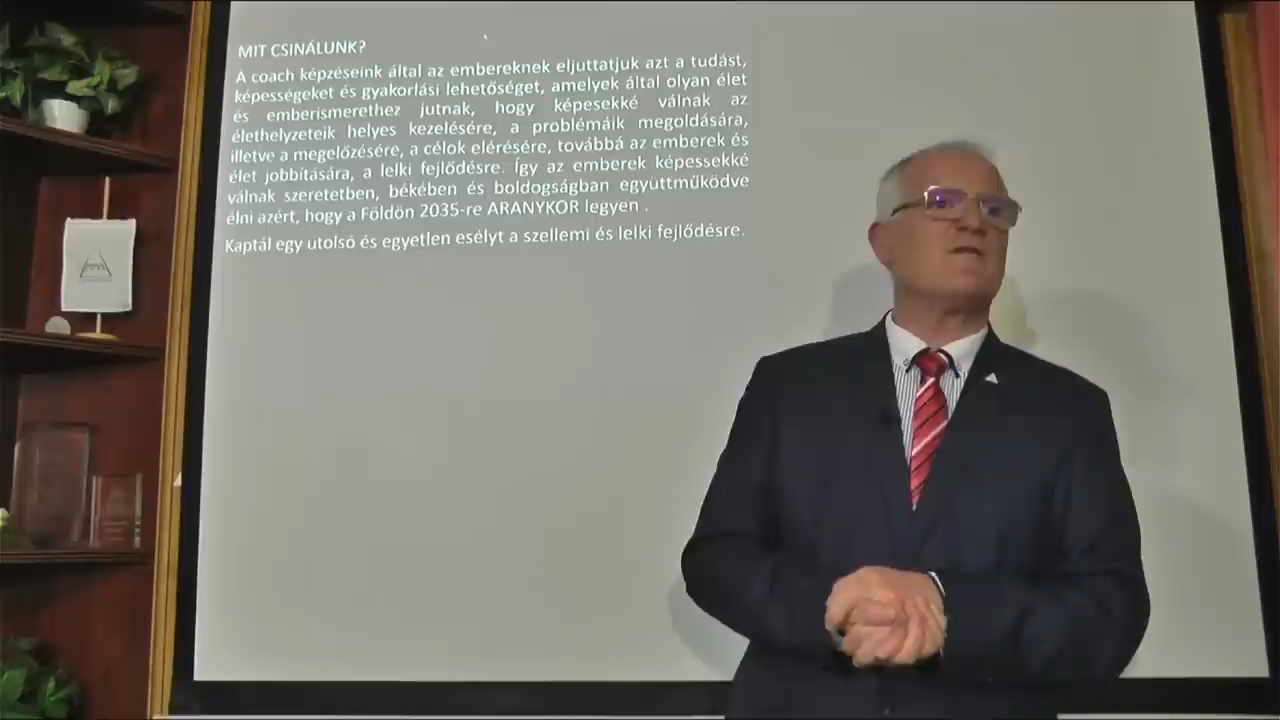 MIT CSINÁLUNK?
A coach képzéseink által az embereknek eljuttatjuk azt a tudást,
képességeket és gyakorlási lehetőséget, amelyek által olyan élet
és emberismerethez jutnak, hogy képesekké válnak az
élethelyzeteik helyes kezelésére, a problémáik megoldására,
illetve a megelőzésére, a célok elérésére, továbbá az emberek és
élet jobbítására, a lelki fejlődésre. Így az emberek képessekké
válnak szeretetben, békében és boldogságban együttműködve
élni azért, hogy a Földön 2035-re ARANYKOR legyen .
Kaptál egy utolsó és egyetlen esélyt a szellemi és lelki fejlődésre.